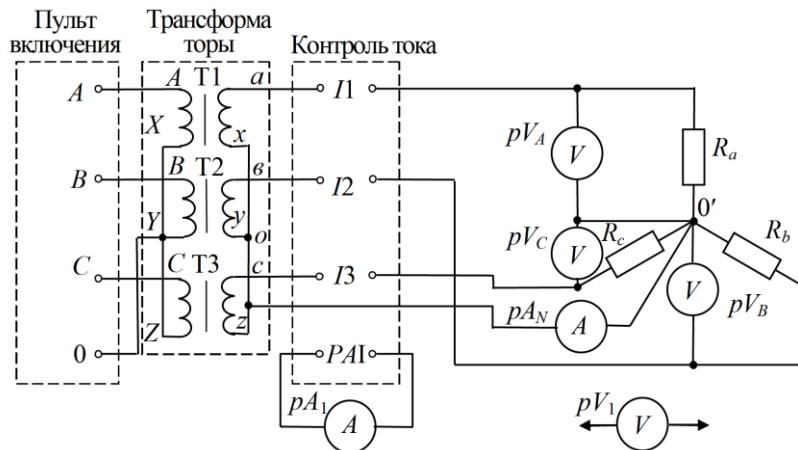 Пульт
включения
Трансформа
торы
Контроль тока
A
A
T1
a
I1
X
x
pV_A
V
R_a
B
B
T2
в
I2
0′
Y
y
o
pV_C
V
R_c
R_b
C
C
T3
c
I3
V
pV_B
Z
z
pA_N
A
0
PAI
pA_1
A
pV_1
V